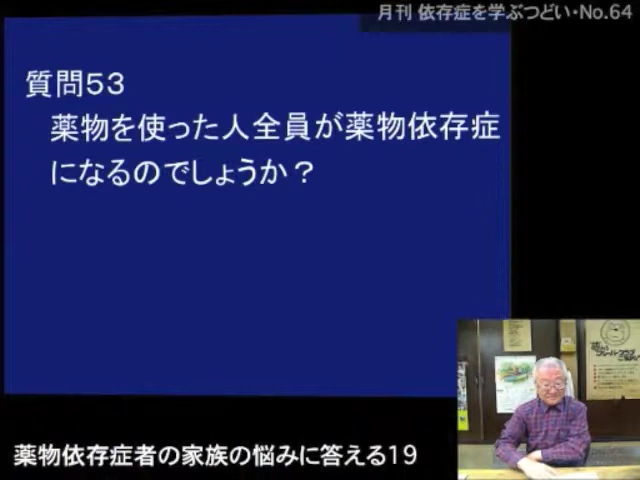 月刊 依存症を学ぶつどい・No.64
質問53
薬物を使った人全員が薬物依存症
になるのでしょうか？
薬物依存症者の家族の悩みに答える19